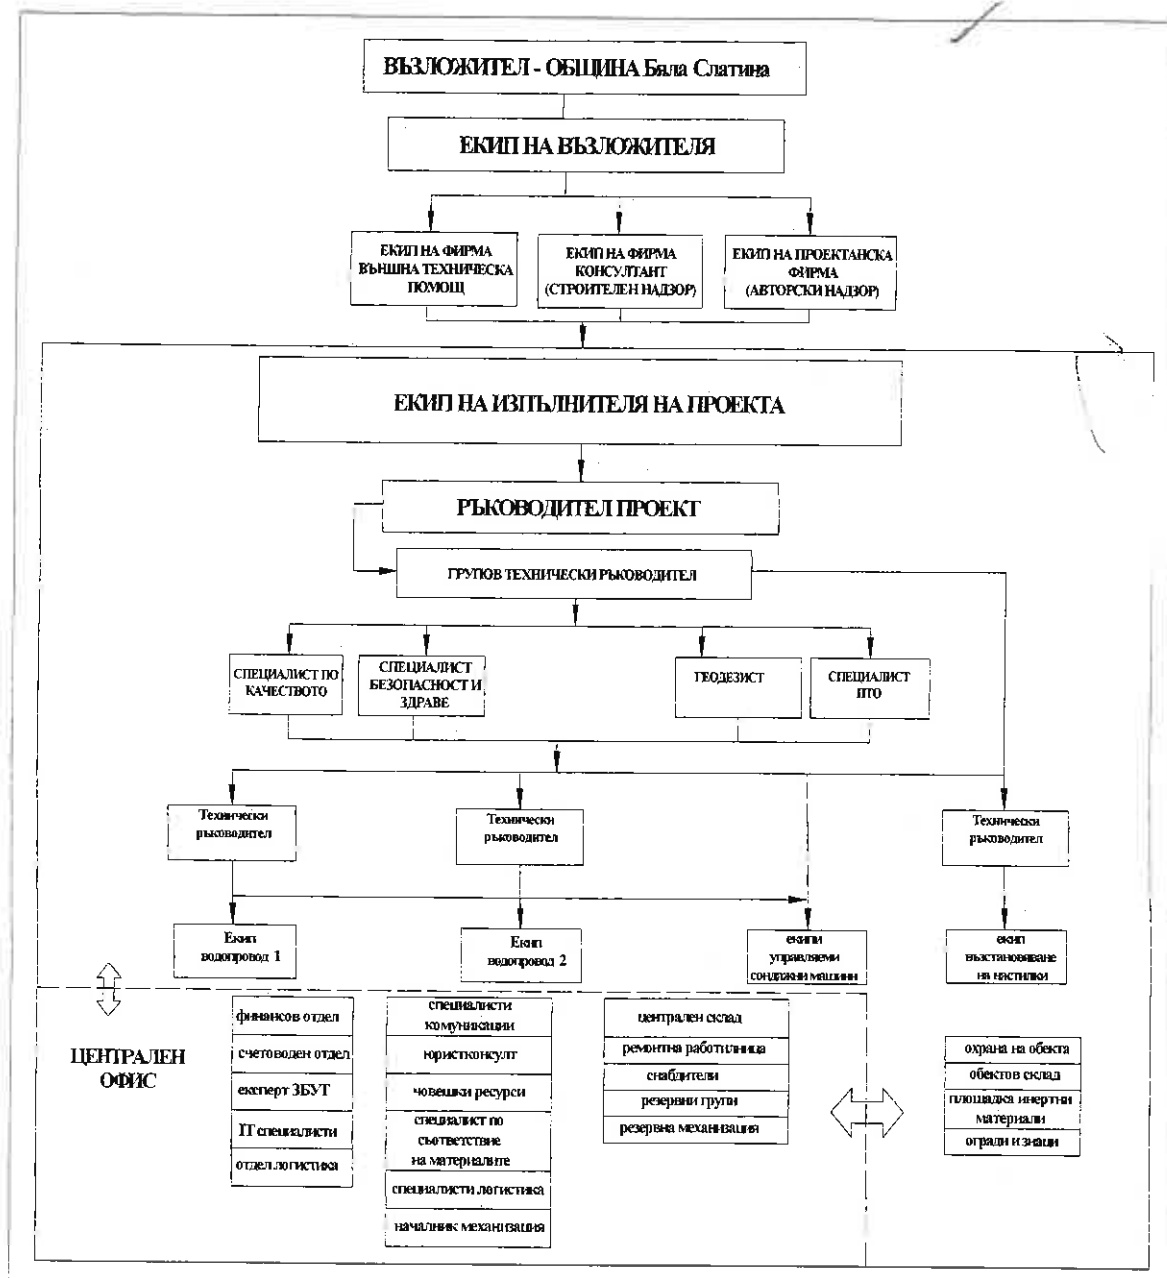 ВЪЗЛОЖИТЕЛ - ОБЩИНА Бяла Слатина
ЕКИП НА ВЪЗЛОЖИТЕЛЯ
ЕКИП НА ФИРМА
ВЪНШНА ТЕХНИЧЕСКА
ПОМОЩ
ЕКИП НА ФИРМА
КОНСУЛТАНТ
(СТРОИТЕЛЕН НАДЗОР)
ЕКИП НА ПРОЕКТАНСКА
ФИРМА
(АВТОРСКИ НАДЗОР)
ЕКИП НА ИЗПЪЛНИТЕЛЯ НА ПРОЕКТА
РЪКОВОДИТЕЛ ПРОЕКТ
ГРУПОВ ТЕХНИЧЕСКИ РЪКОВОДИТЕЛ
СПЕЦИАЛИСТ ПО
КАЧЕСТВОТО
СПЕЦИАЛИСТ
БЕЗОПАСНОСТ И
ЗДРАВЕ
ГЕОДЕЗИСТ
СПЕЦИАЛИСТ
ПТО
Технически
ръководител
Технически
ръководител
Технически
ръководител
Екип
водопровод 1
Екип
водопровод 2
екипи
управляеми
сондажни машини
екип
възстановяване
на настилки
ЦЕНТРАЛЕН
ОФИС
финансов отдел
счетоводен отдел
експерт ЗБУТ
IT специалисти
отдел логистика
специалисти
комуникации
юристконсулт
човешки ресурси
специалист по
съответствие
на материалите
специалисти логистика
началник механизация
централен склад
ремонтна работилница
снабдители
резервни групи
резервна механизация
охрана на обекта
обектов склад
площадка инертни
материали
огради и знаци